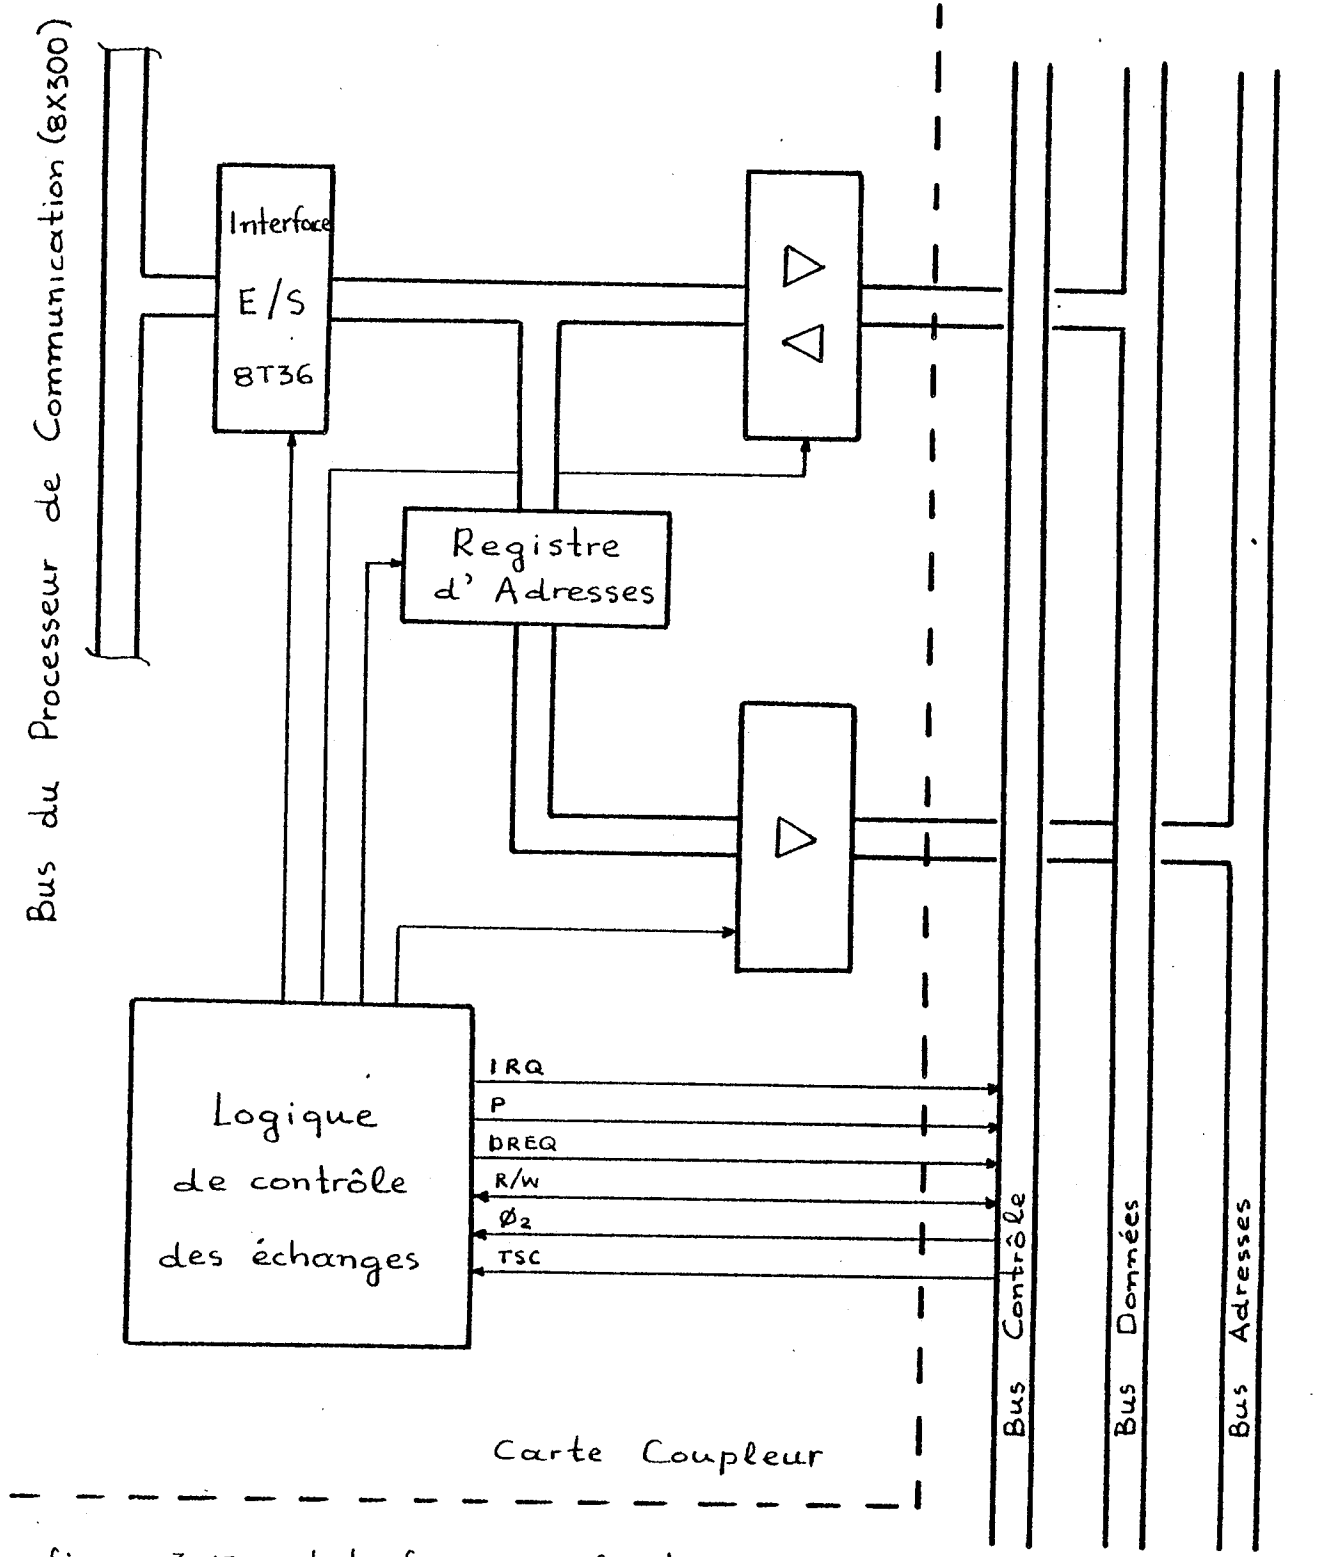 Bus du Processeur de Communication (8X300)
Interface
E/S
8T36
Registre
d'Adresses
Logique
de contrôle
des échanges
IRQ
P
DREQ
R/W
Ø2
TSC
Bus Contrôle
Bus Données
Bus Adresses
Carte Coupleur